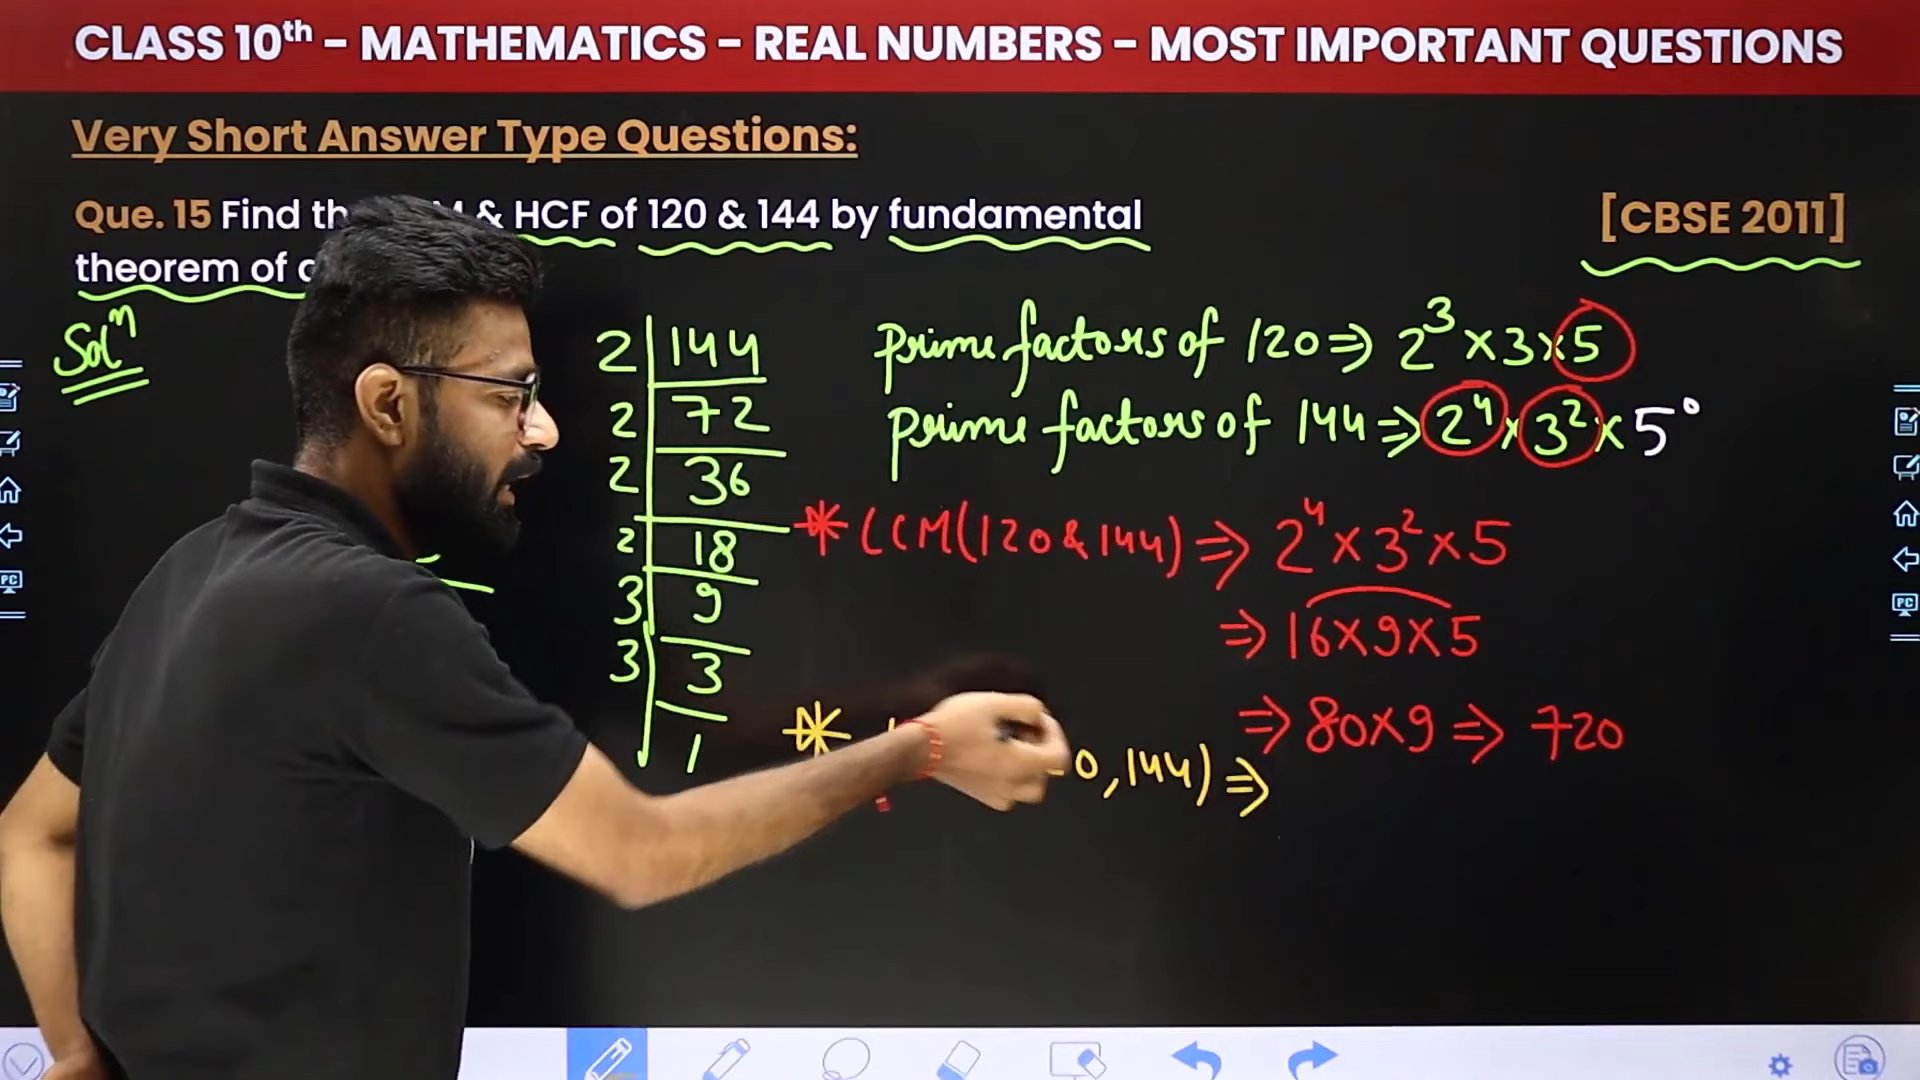 CLASS 10th – MATHEMATICS – REAL NUMBERS – MOST IMPORTANT QUESTIONS
Very Short Answer Type Questions:
Que. 15 Find & HCF of 120 & 144 by fundamental
theorem of
[CBSE 2011]
Solⁿ
2 | 144
2 | 72
2 | 36
2 | 18
3 | 9
3 | 3
1
prime factors of 120 ⇒ 2³ × 3 × 5
prime factors of 144 ⇒ 2⁴ × 3² × 5⁰
* LCM(120 & 144) ⇒ 2⁴ × 3² × 5
⇒ 16 × 9 × 5
⇒ 80 × 9 ⇒ 720
* 0, 144) ⇒
PC
PC